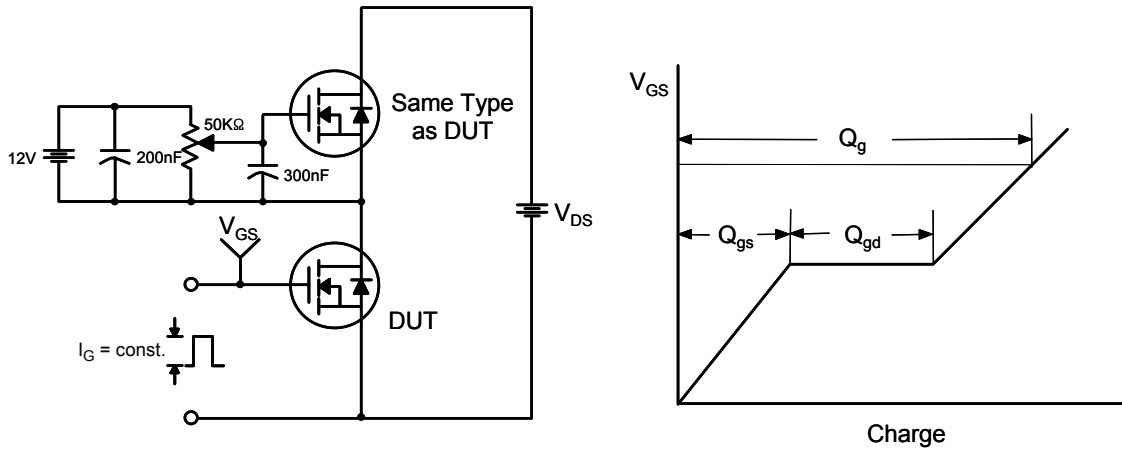 12V
200nF
50KΩ
300nF
Same Type
as DUT
V_DS
V_GS
DUT
I_G = const.
V_GS
Q_g
Q_gs
Q_gd
Charge